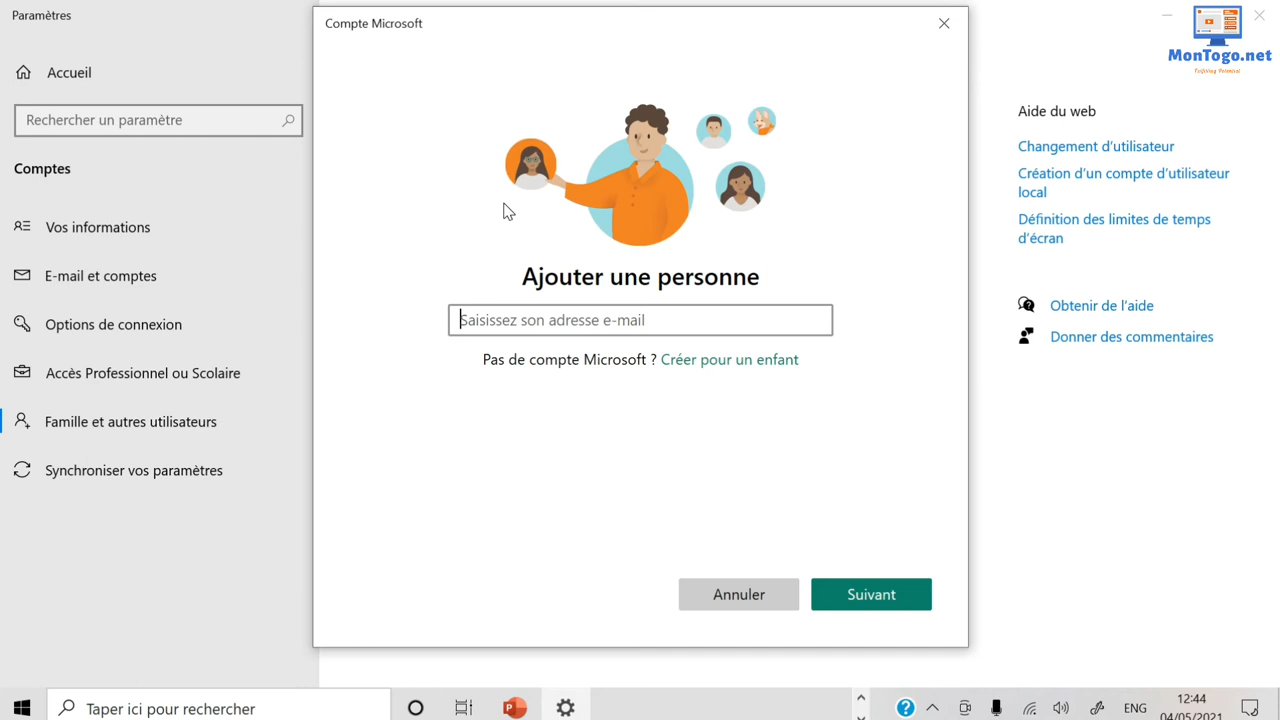 Paramètres
Accueil
Rechercher un paramètre
Comptes
Vos informations
E-mail et comptes
Options de connexion
Accès Professionnel ou Scolaire
Famille et autres utilisateurs
Synchroniser vos paramètres
Compte Microsoft
Ajouter une personne
Saisissez son adresse e-mail
Pas de compte Microsoft ? Créer pour un enfant
Annuler
Suivant
MonTogo.net
Aide du web
Changement d'utilisateur
Création d'un compte d'utilisateur
local
Définition des limites de temps
d'écran
Obtenir de l'aide
Donner des commentaires
Taper ici pour rechercher
ENG
12:44
04/05/2021